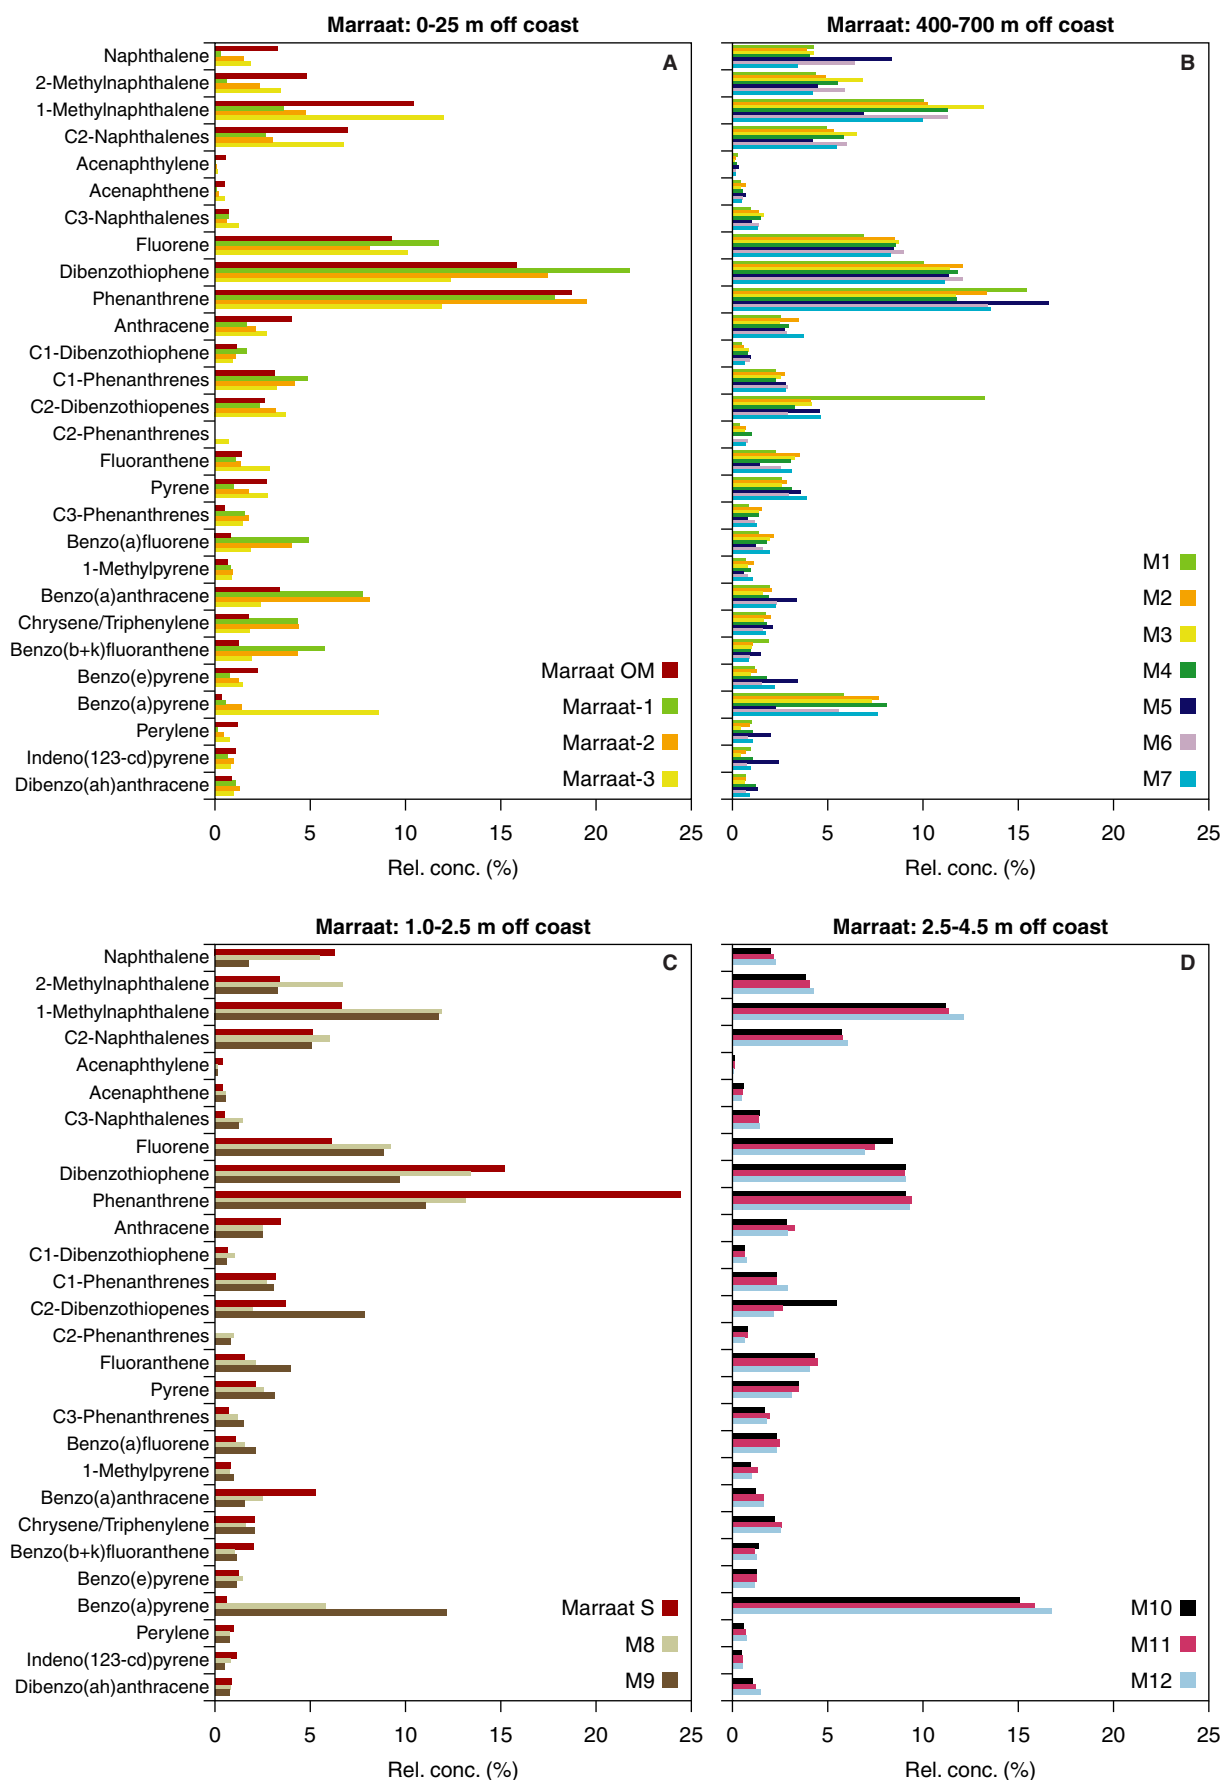 Marraat: 0-25 m off coast
A
Naphthalene
2-Methylnaphthalene
1-Methylnaphthalene
C2-Naphthalenes
Acenaphthylene
Acenaphthene
C3-Naphthalenes
Fluorene
Dibenzothiophene
Phenanthrene
Anthracene
C1-Dibenzothiophene
C1-Phenanthrenes
C2-Dibenzothiopenes
C2-Phenanthrenes
Fluoranthene
Pyrene
C3-Phenanthrenes
Benzo(a)fluorene
1-Methylpyrene
Benzo(a)anthracene
Chrysene/Triphenylene
Benzo(b+k)fluoranthene
Benzo(e)pyrene
Benzo(a)pyrene
Perylene
Indeno(123-cd)pyrene
Dibenzo(ah)anthracene
Marraat OM
Marraat-1
Marraat-2
Marraat-3
0 5 10 15 20 25
Rel. conc. (%)
Marraat: 400-700 m off coast
B
M1
M2
M3
M4
M5
M6
M7
0 5 10 15 20 25
Rel. conc. (%)
Marraat: 1.0-2.5 m off coast
C
Naphthalene
2-Methylnaphthalene
1-Methylnaphthalene
C2-Naphthalenes
Acenaphthylene
Acenaphthene
C3-Naphthalenes
Fluorene
Dibenzothiophene
Phenanthrene
Anthracene
C1-Dibenzothiophene
C1-Phenanthrenes
C2-Dibenzothiopenes
C2-Phenanthrenes
Fluoranthene
Pyrene
C3-Phenanthrenes
Benzo(a)fluorene
1-Methylpyrene
Benzo(a)anthracene
Chrysene/Triphenylene
Benzo(b+k)fluoranthene
Benzo(e)pyrene
Benzo(a)pyrene
Perylene
Indeno(123-cd)pyrene
Dibenzo(ah)anthracene
Marraat S
M8
M9
0 5 10 15 20 25
Rel. conc. (%)
Marraat: 2.5-4.5 m off coast
D
M10
M11
M12
0 5 10 15 20 25
Rel. conc. (%)